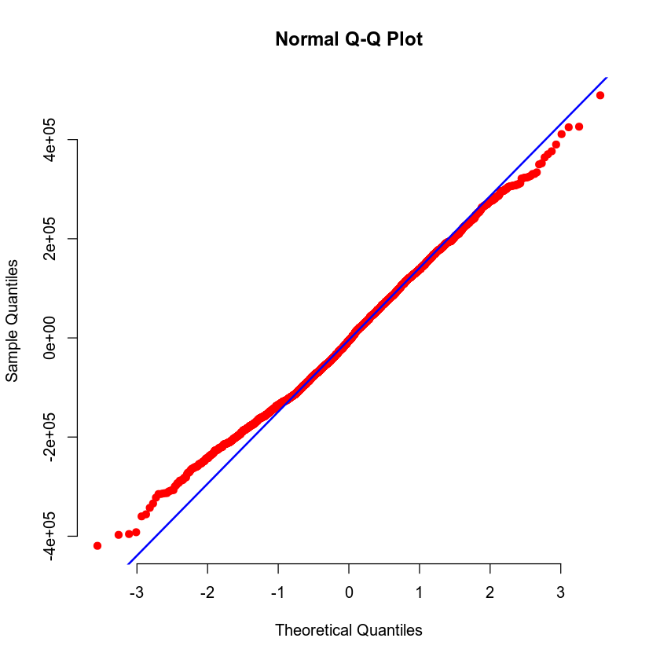 Normal Q-Q Plot
Sample Quantiles
4e+05
2e+05
0e+00
-2e+05
-4e+05
-3 -2 -1 0 1 2 3
Theoretical Quantiles